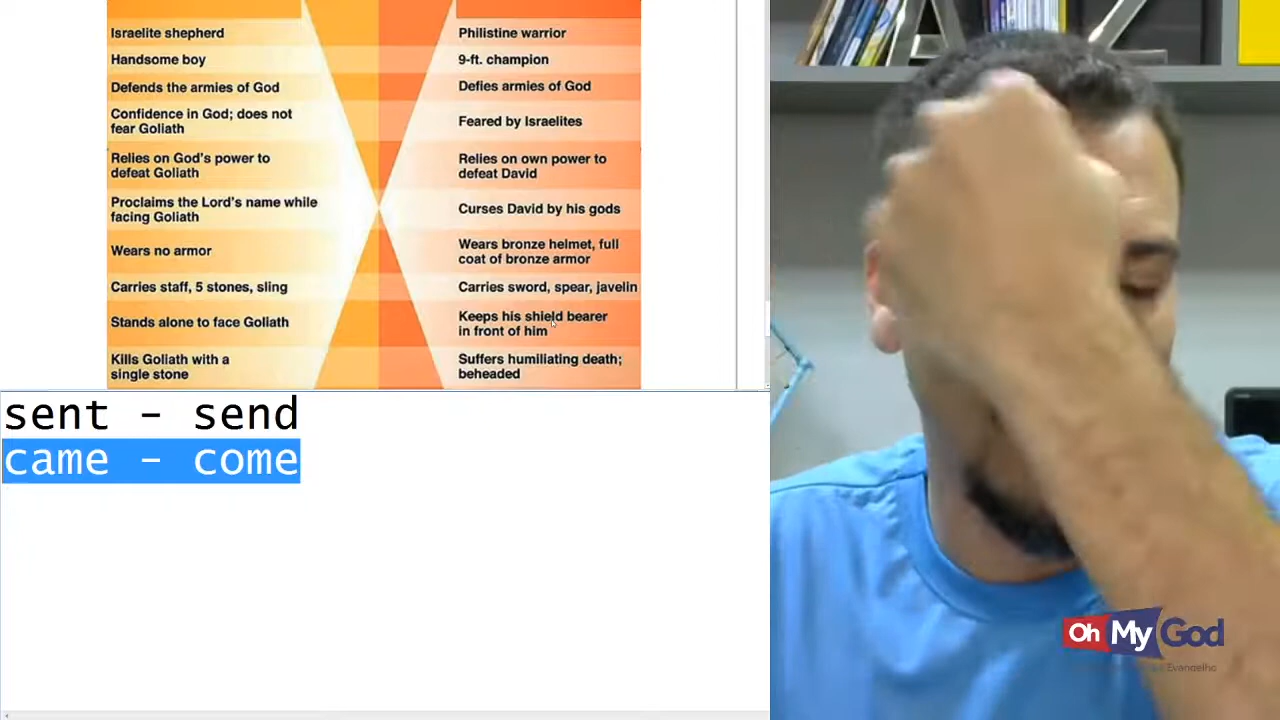 Israelite shepherd
Philistine warrior
Handsome boy
9-ft. champion
Defends the armies of God
Defies armies of God
Confidence in God; does not
fear Goliath
Feared by Israelites
Relies on God's power to
defeat Goliath
Relies on own power to
defeat David
Proclaims the Lord's name while
facing Goliath
Curses David by his gods
Wears no armor
Wears bronze helmet, full
coat of bronze armor
Carries staff, 5 stones, sling
Carries sword, spear, javelin
Stands alone to face Goliath
Keeps his shield bearer
in front of him
Kills Goliath with a
single stone
Suffers humiliating death;
beheaded
sent - send
came - come
Oh My God
Evangelho